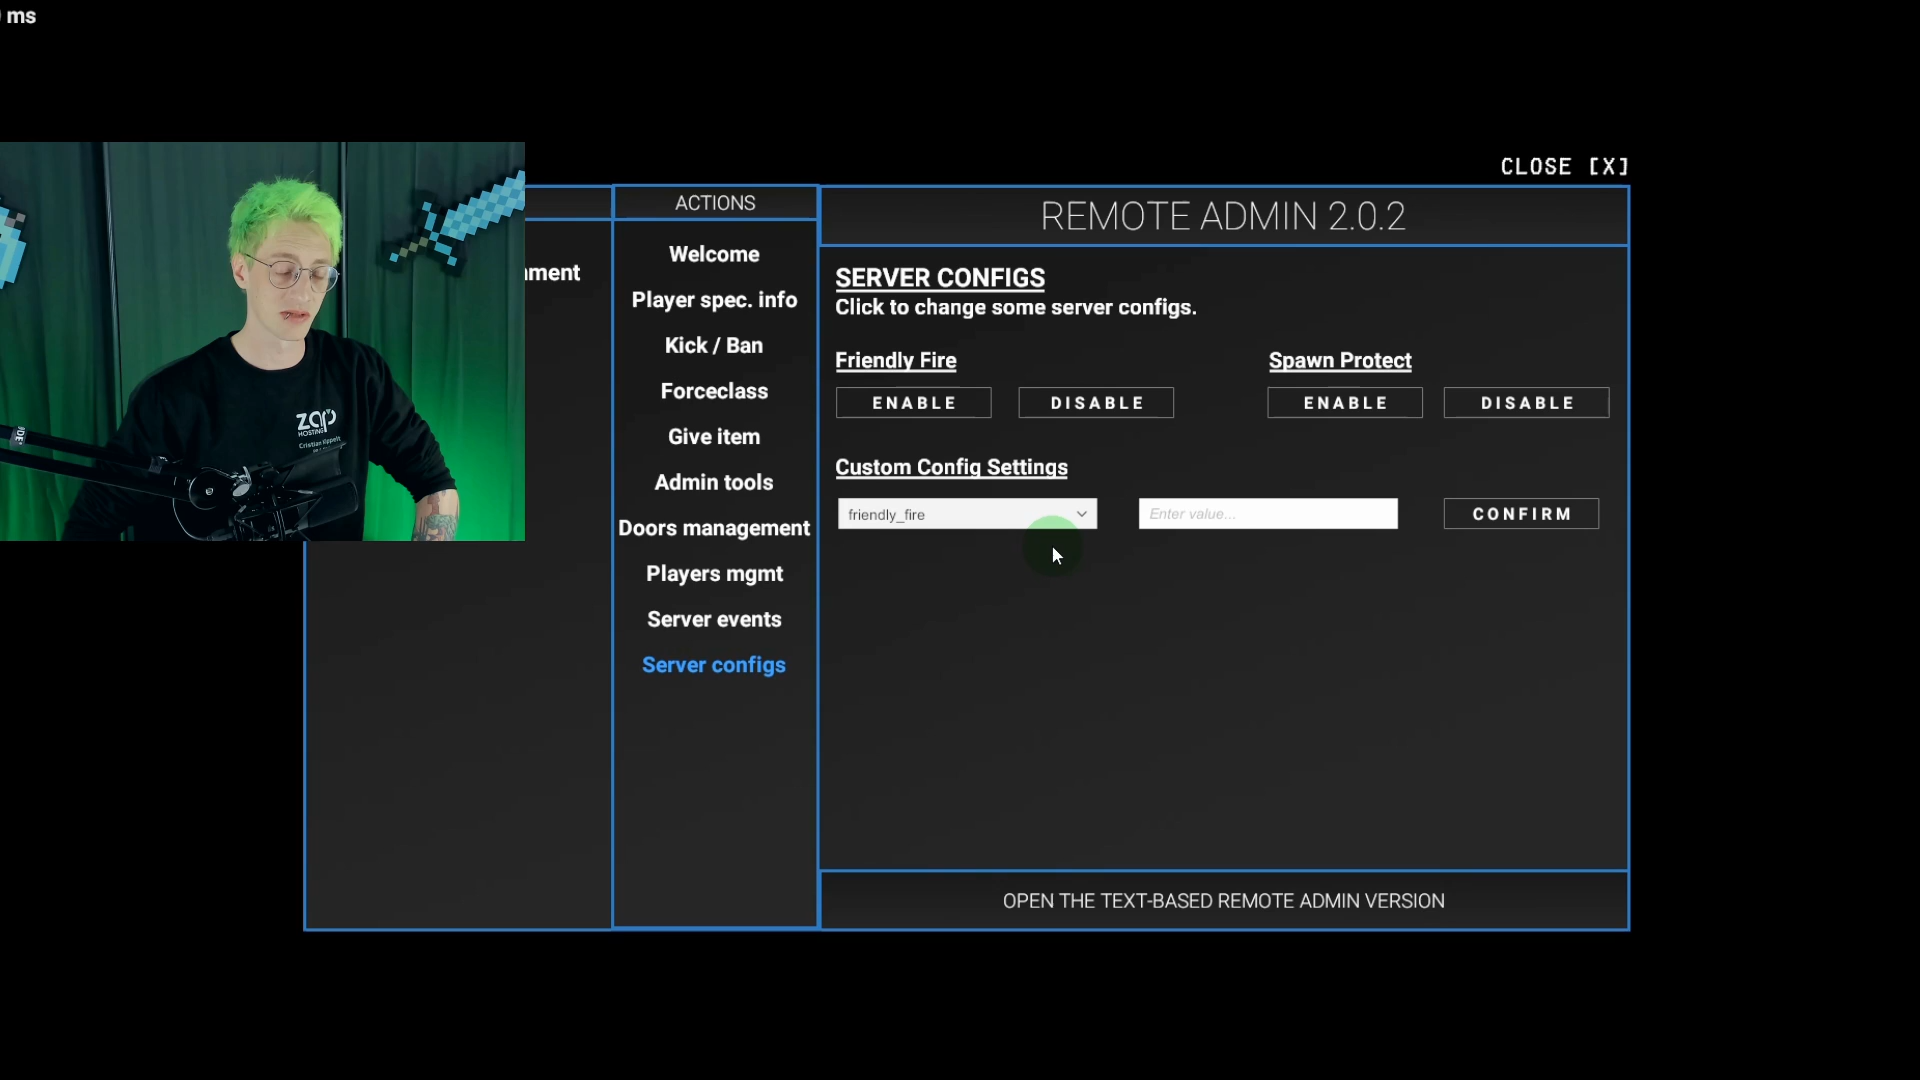 ms
CLOSE [X]
ACTIONS
REMOTE ADMIN 2.0.2
Welcome
Player spec. info
Kick / Ban
Forceclass
Give item
Admin tools
Doors management
Players mgmt
Server events
Server configs
SERVER CONFIGS
Click to change some server configs.
Friendly Fire
Spawn Protect
ENABLE
DISABLE
ENABLE
DISABLE
Custom Config Settings
friendly_fire
Enter value...
CONFIRM
OPEN THE TEXT-BASED REMOTE ADMIN VERSION
zap
HOSTING